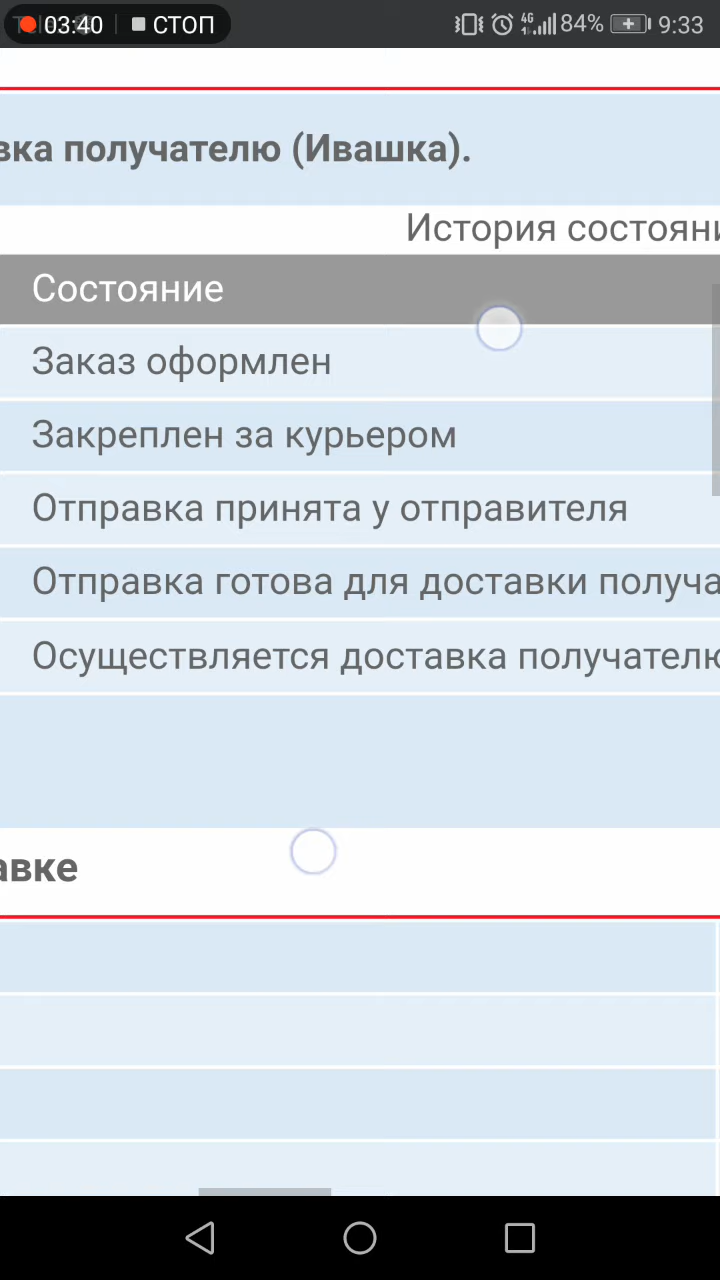 03:40 СТОП 4G 84% 9:33
вка получателю (Ивашка).
История состояни
Состояние
Заказ оформлен
Закреплен за курьером
Отправка принята у отправителя
Отправка готова для доставки получа
Осуществляется доставка получателю
авке